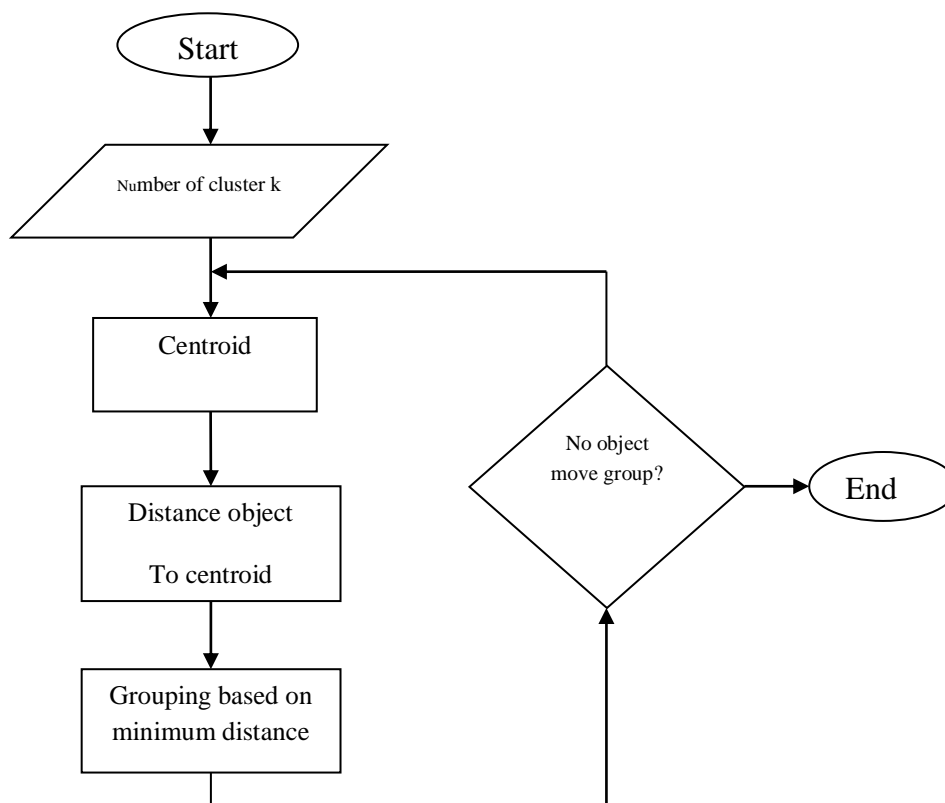 Start
Number of cluster k
Centroid
Distance object
To centroid
Grouping based on
minimum distance
No object
move group?
End